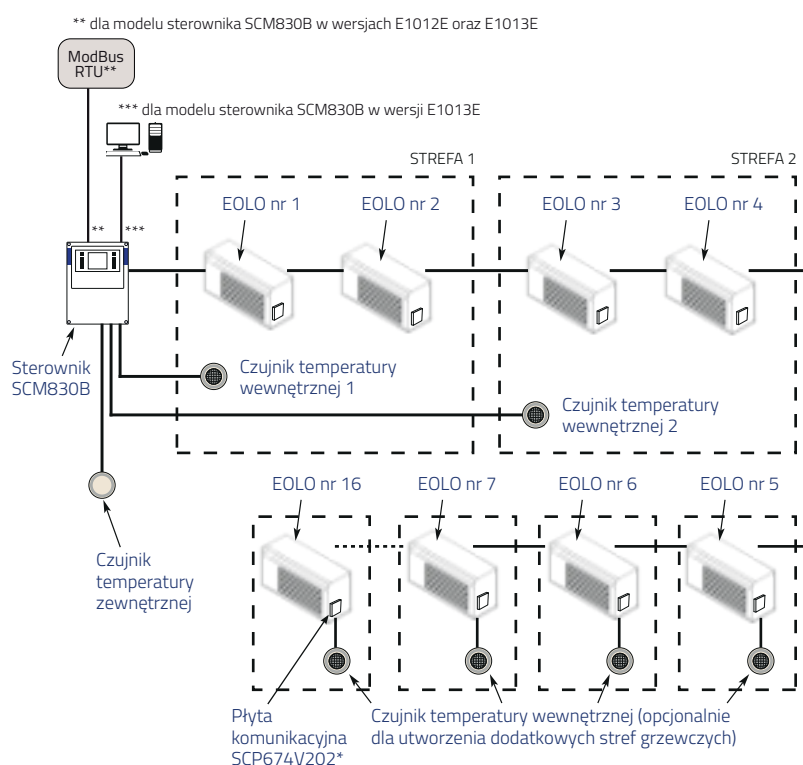 ** dla modelu sterownika SCM830B w wersjach E1012E oraz E1013E
ModBus
RTU**
*** dla modelu sterownika SCM830B w wersji E1013E
STREFA 1
STREFA 2
EOLO nr 1
EOLO nr 2
EOLO nr 3
EOLO nr 4
**
***
Sterownik
SCM830B
Czujnik temperatury
wewnętrznej 1
Czujnik temperatury
wewnętrznej 2
EOLO nr 16
EOLO nr 7
EOLO nr 6
EOLO nr 5
Czujnik
temperatury
zewnętrznej
Płyta
komunikacyjna
SCP674V202*
Czujnik temperatury wewnętrznej (opcjonalnie
dla utworzenia dodatkowych stref grzewczych)